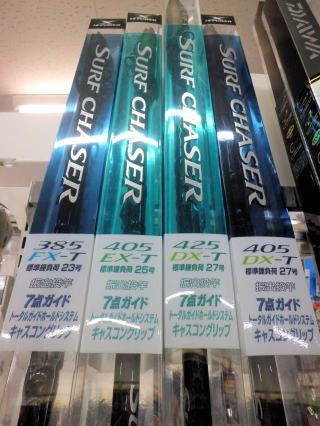 SURF CHASER
385
FX-T
標準錘負荷 23号
振出投竿
7点ガイド
トータルガイドホールドシステム
キャスコングリップ
SURF CHASER
405
EX-T
標準錘負荷 25号
振出投竿
7点ガイド
トータルガイドホールドシステム
キャスコングリップ
SURF CHASER
425
DX-T
標準錘負荷 27号
振出投竿
7点ガイド
トータルガイドホールドシステム
キャスコングリップ
SURF CHASER
405
DX-T
標準錘負荷 27号
振出投竿
7点ガイド
トータルガイドホールドシステム
キャスコングリップ
DAIWA